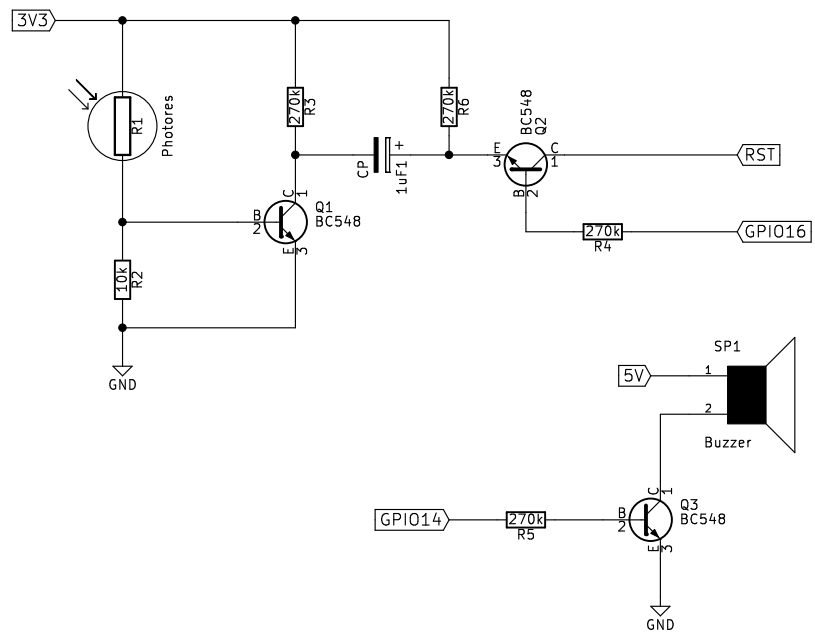 3V3
R1
Photores
270k
R3
270k
R6
CP
+
1uF1
BC548
Q2
E
3
C
1
B
2
RST
270k
R4
GPIO16
C
1
B
2
E
3
Q1
BC548
10k
R2
GND
SP1
5V
1
2
Buzzer
GPIO14
270k
R5
C
1
B
2
E
3
Q3
BC548
GND